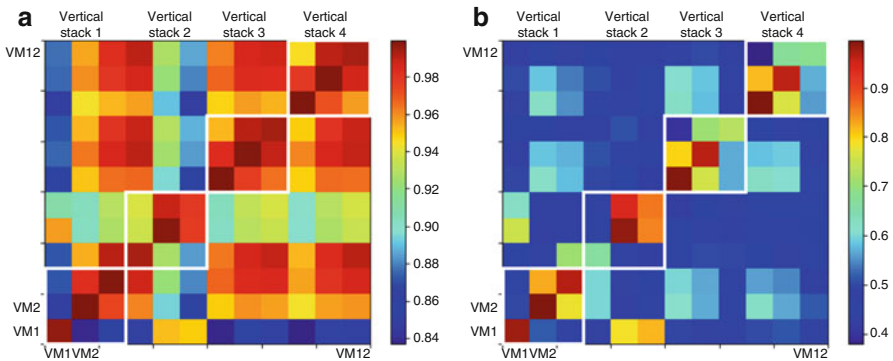 a
Vertical stack 1
Vertical stack 2
Vertical stack 3
Vertical stack 4
VM12
VM2
VM1
VM1VM2
VM12
0.98
0.96
0.94
0.92
0.90
0.88
0.86
0.84
b
Vertical stack 1
Vertical stack 2
Vertical stack 3
Vertical stack 4
VM12
VM2
VM1
VM1VM2
VM12
0.9
0.8
0.7
0.6
0.5
0.4